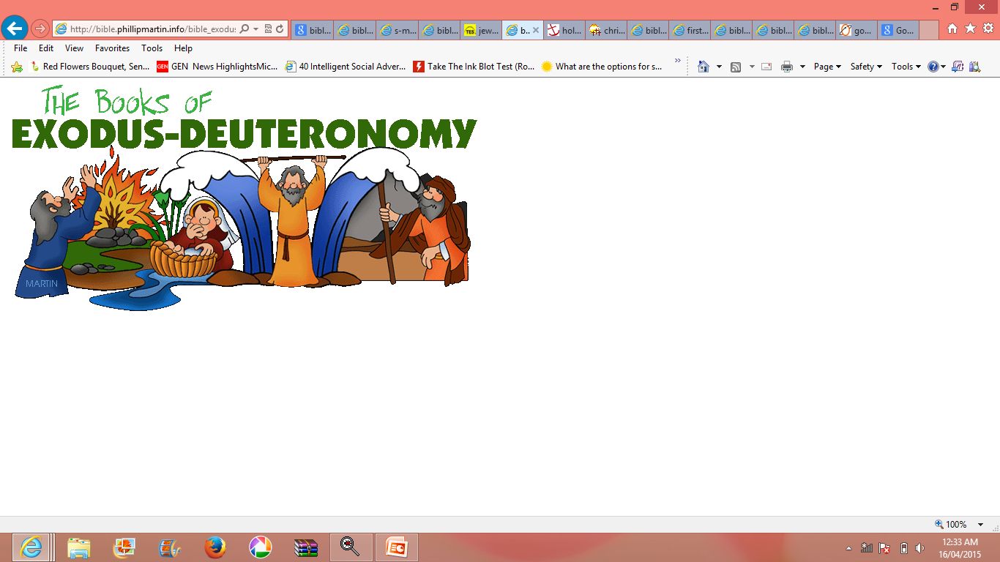 http://bible.phillipmartin.info/bible_exodus
bibl...
bibl...
s-m...
bibl...
TES
jew...
b...
hol...
chri...
bibl...
first...
bibl...
bibl...
bibl...
go...
Go...
File Edit View Favorites Tools Help
Red Flowers Bouquet, Sen...
GEN
GEN News HighlightsMic...
40 Intelligent Social Adver...
Take The Ink Blot Test (Ro...
What are the options for s...
Page
Safety
Tools
THE BOOKS OF
EXODUS-DEUTERONOMY
MARTIN
100%
12:33 AM
16/04/2015